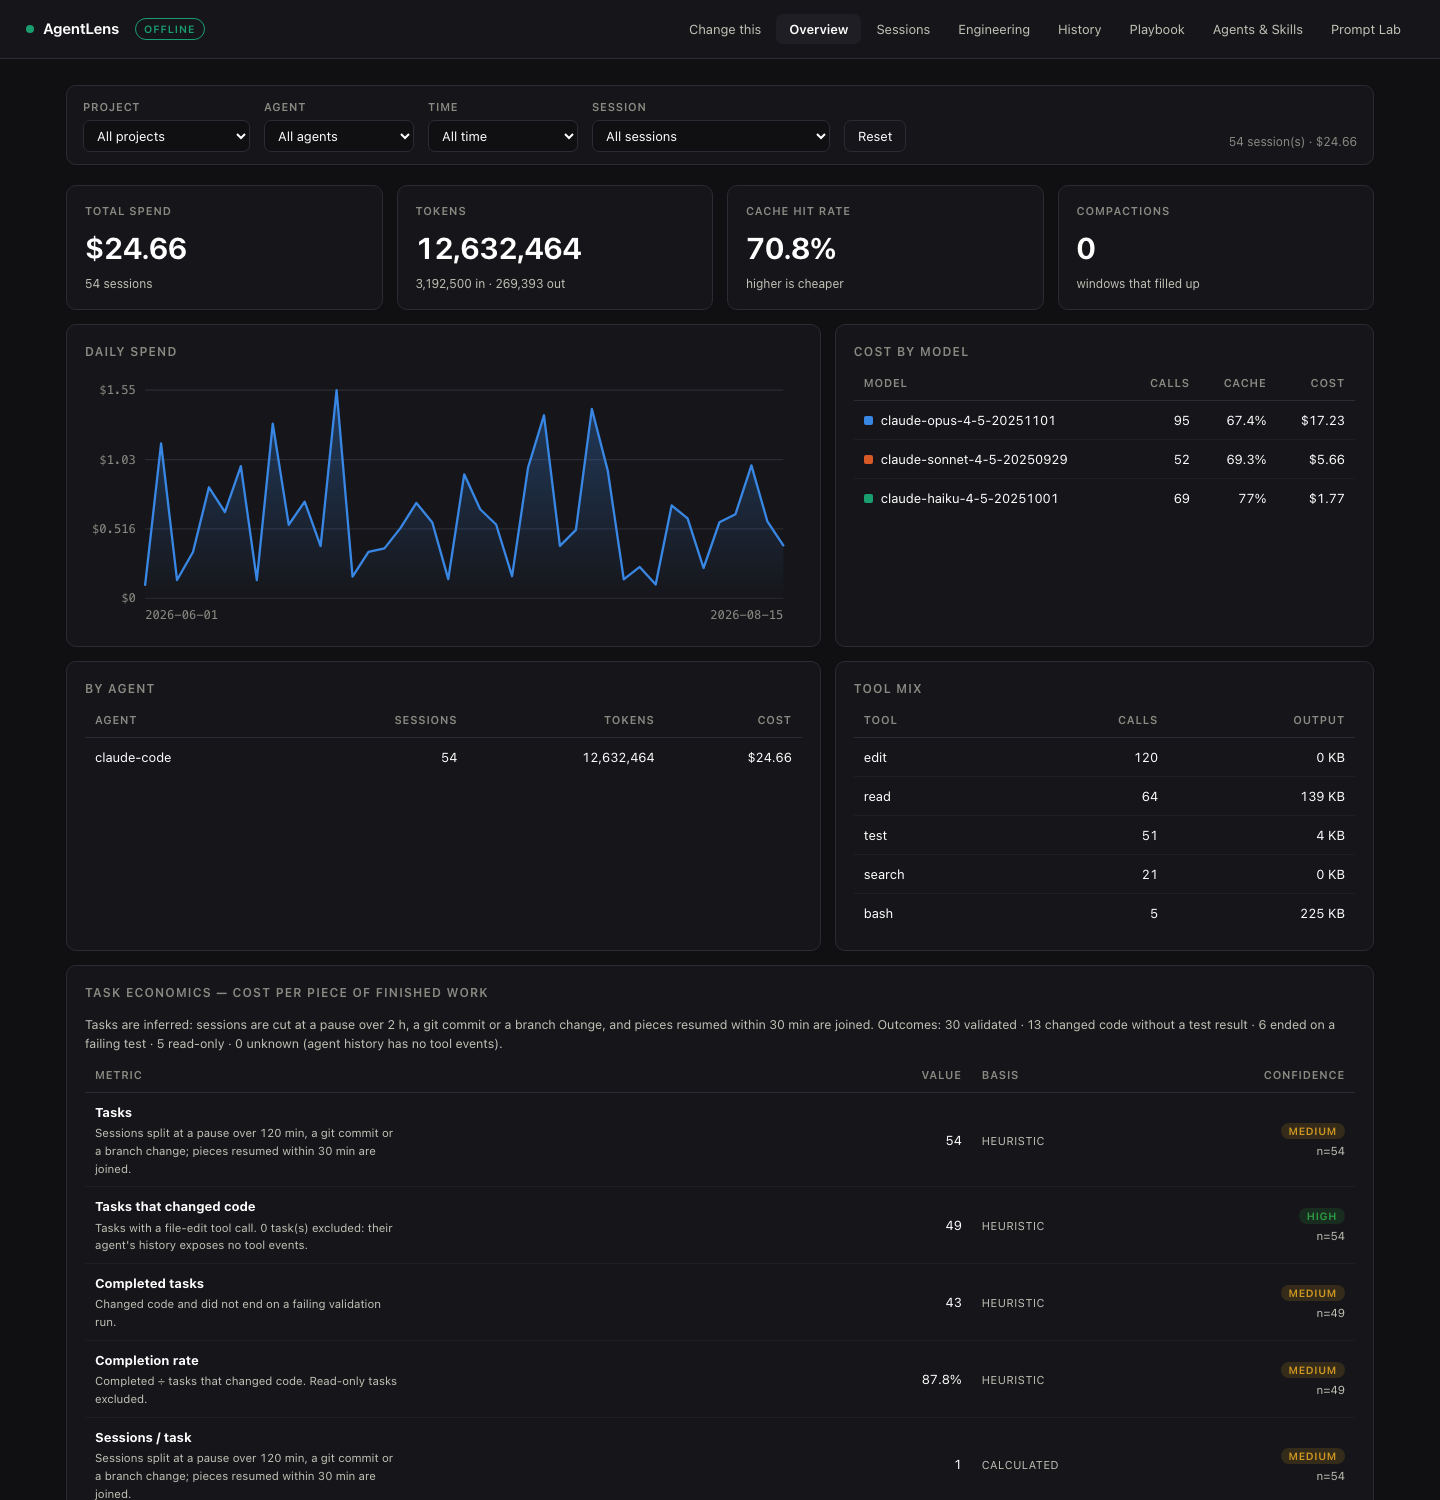 AgentLens OFFLINE Change this Overview Sessions Engineering History Playbook Agents & Skills Prompt Lab
PROJECT AGENT TIME SESSION
All projects All agents All time All sessions Reset 54 session(s) · $24.66
TOTAL SPEND
$24.66
54 sessions
TOKENS
12,632,464
3,192,500 in · 269,393 out
CACHE HIT RATE
70.8%
higher is cheaper
COMPACTIONS
0
windows that filled up
DAILY SPEND
$1.55
$1.03
$0.516
$0
2026-06-01 2026-08-15
COST BY MODEL
MODEL CALLS CACHE COST
claude-opus-4-5-20251101 95 67.4% $17.23
claude-sonnet-4-5-20250929 52 69.3% $5.66
claude-haiku-4-5-20251001 69 77% $1.77
BY AGENT
AGENT SESSIONS TOKENS COST
claude-code 54 12,632,464 $24.66
TOOL MIX
TOOL CALLS OUTPUT
edit 120 0 KB
read 64 139 KB
test 51 4 KB
search 21 0 KB
bash 5 225 KB
TASK ECONOMICS — COST PER PIECE OF FINISHED WORK
Tasks are inferred: sessions are cut at a pause over 2 h, a git commit or a branch change, and pieces resumed within 30 min are joined. Outcomes: 30 validated · 13 changed code without a test result · 6 ended on a
failing test · 5 read-only · 0 unknown (agent history has no tool events).
METRIC VALUE BASIS CONFIDENCE
Tasks
Sessions split at a pause over 120 min, a git commit or
a branch change; pieces resumed within 30 min are
joined.
54 HEURISTIC MEDIUM
n=54
Tasks that changed code
Tasks with a file-edit tool call. 0 task(s) excluded: their
agent's history exposes no tool events.
49 HEURISTIC HIGH
n=54
Completed tasks
Changed code and did not end on a failing validation
run.
43 HEURISTIC MEDIUM
n=49
Completion rate
Completed ÷ tasks that changed code. Read-only tasks
excluded.
87.8% HEURISTIC MEDIUM
n=49
Sessions / task
Sessions split at a pause over 120 min, a git commit or
a branch change; pieces resumed within 30 min are
joined.
1 CALCULATED MEDIUM
n=54